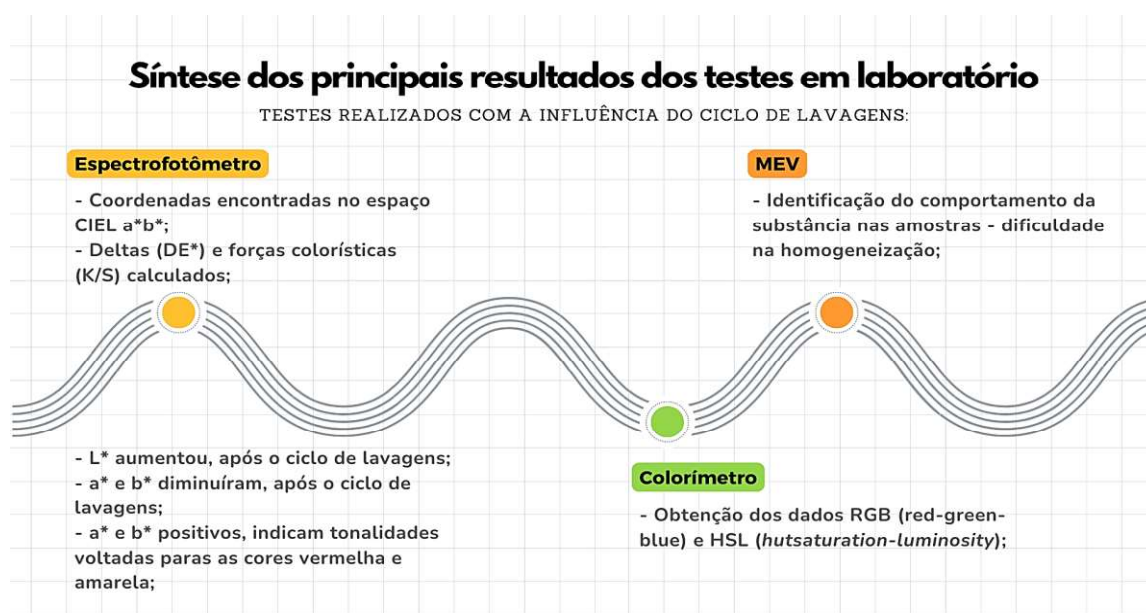 Síntese dos principais resultados dos testes em laboratório
TESTES REALIZADOS COM A INFLUÊNCIA DO CICLO DE LAVAGENS:
Espectrofotômetro
- Coordenadas encontradas no espaço
CIEL a*b*;
- Deltas (DE*) e forças colorísticas
(K/S) calculados;
- L* aumentou, após o ciclo de lavagens;
- a* e b* diminuíram, após o ciclo de
lavagens;
- a* e b* positivos, indicam tonalidades
voltadas paras as cores vermelha e
amarela;
MEV
- Identificação do comportamento da
substância nas amostras - dificuldade
na homogeneização;
Colorímetro
- Obtenção dos dados RGB (red-green-
blue) e HSL (hutsaturation-luminosity);